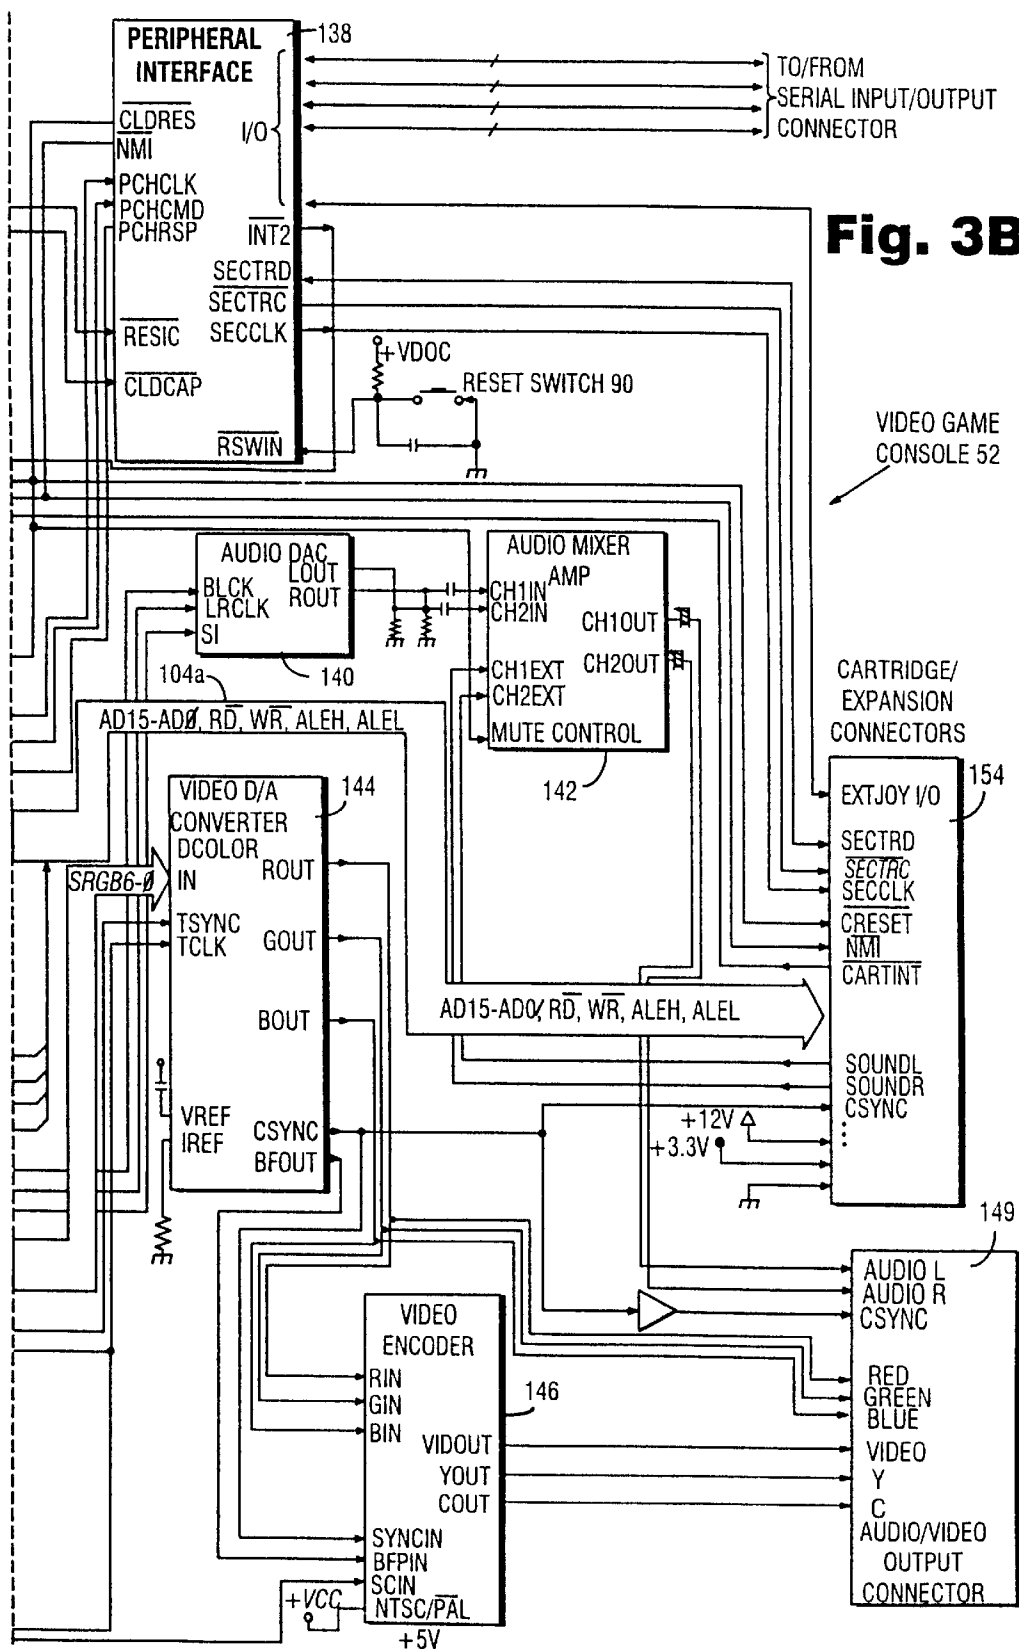 PERIPHERAL
INTERFACE
138
CLDRES
NMI
I/O
TO/FROM
SERIAL INPUT/OUTPUT
CONNECTOR
PCHCLK
PCHCMD
PCHRSP
INT2
Fig. 3B
SECTRD
SECTRC
SECCLK
RESIC
CLDCAP
RSWIN
+VDOC
RESET SWITCH 90
VIDEO GAME
CONSOLE 52
AUDIO DAC
LOUT
ROUT
BLCK
LRCLK
SI
140
AUDIO MIXER
AMP
CH1IN
CH2IN
CH1OUT
CH2OUT
CH1EXT
CH2EXT
MUTE CONTROL
142
104a
AD15-AD0, RD, WR, ALEH, ALEL
CARTRIDGE/
EXPANSION
CONNECTORS
154
EXTJOY I/O
SECTRD
SECTRC
SECCLK
CRESET
NMI
CARTINT
AD15-AD0, RD, WR, ALEH, ALEL
SOUNDL
SOUNDR
CSYNC
⋮
+12V
+3.3V
VIDEO D/A
CONVERTER
144
DCOLOR
IN
ROUT
SRGB6-0
TSYNC
TCLK
GOUT
BOUT
VREF
IREF
CSYNC
BFOUT
149
AUDIO L
AUDIO R
CSYNC
RED
GREEN
BLUE
VIDEO
Y
C
AUDIO/VIDEO
OUTPUT
CONNECTOR
VIDEO
ENCODER
146
RIN
GIN
BIN
VIDOUT
YOUT
COUT
SYNCIN
BFPIN
SCIN
NTSC/PAL
+VCC
+5V